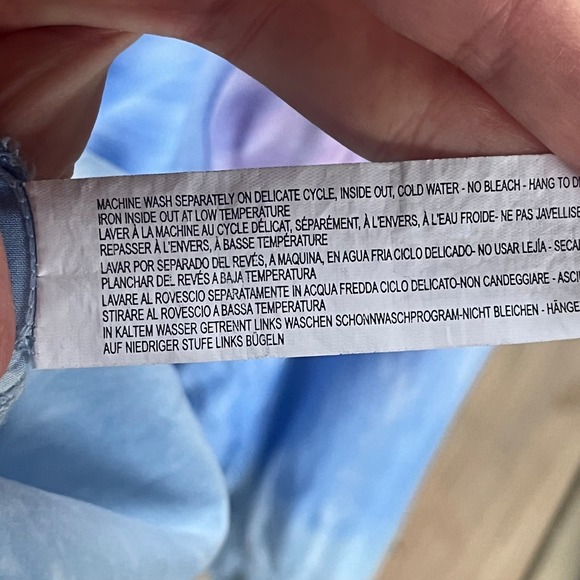 MACHINE WASH SEPARATELY ON DELICATE CYCLE, INSIDE OUT, COLD WATER - NO BLEACH - HANG TO
IRON INSIDE OUT AT LOW TEMPERATURE
LAVER À LA MACHINE AU CYCLE DÉLICAT, SÉPARÉMENT, À L'ENVERS, À L'EAU FROIDE- NE PAS JAVELLISE
REPASSER À L'ENVERS, À BASSE TEMPÉRATURE
LAVAR POR SEPARADO DEL REVÉS, A MAQUINA, EN AGUA FRIA CICLO DELICADO- NO USAR LEJÍA - SECA
PLANCHAR DEL REVÉS A BAJA TEMPERATURA
LAVARE AL ROVESCIO SEPARATAMENTE IN ACQUA FREDDA CICLO DELICATO-NON CANDEGGIARE - ASCI
STIRARE AL ROVESCIO A BASSA TEMPERATURA
IN KALTEM WASSER GETRENNT LINKS WASCHEN SCHONNWASCHPROGRAM-NICHT BLEICHEN - HÄNGE
AUF NIEDRIGER STUFE LINKS BÜGELN